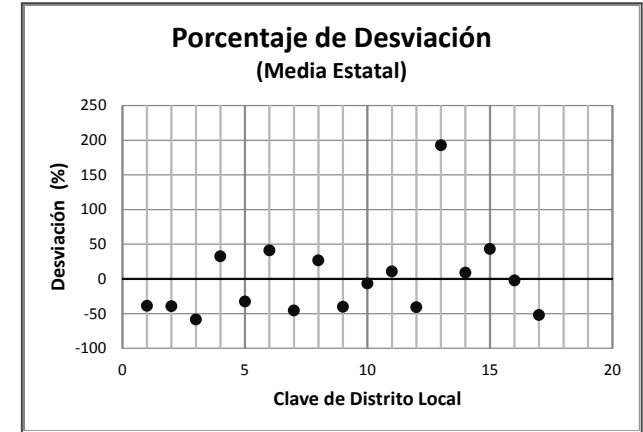 Porcentaje de Desviación
(Media Estatal)
250
200
150
100
50
0
-50
-100
Desviación (%)
0 5 10 15 20
Clave de Distrito Local